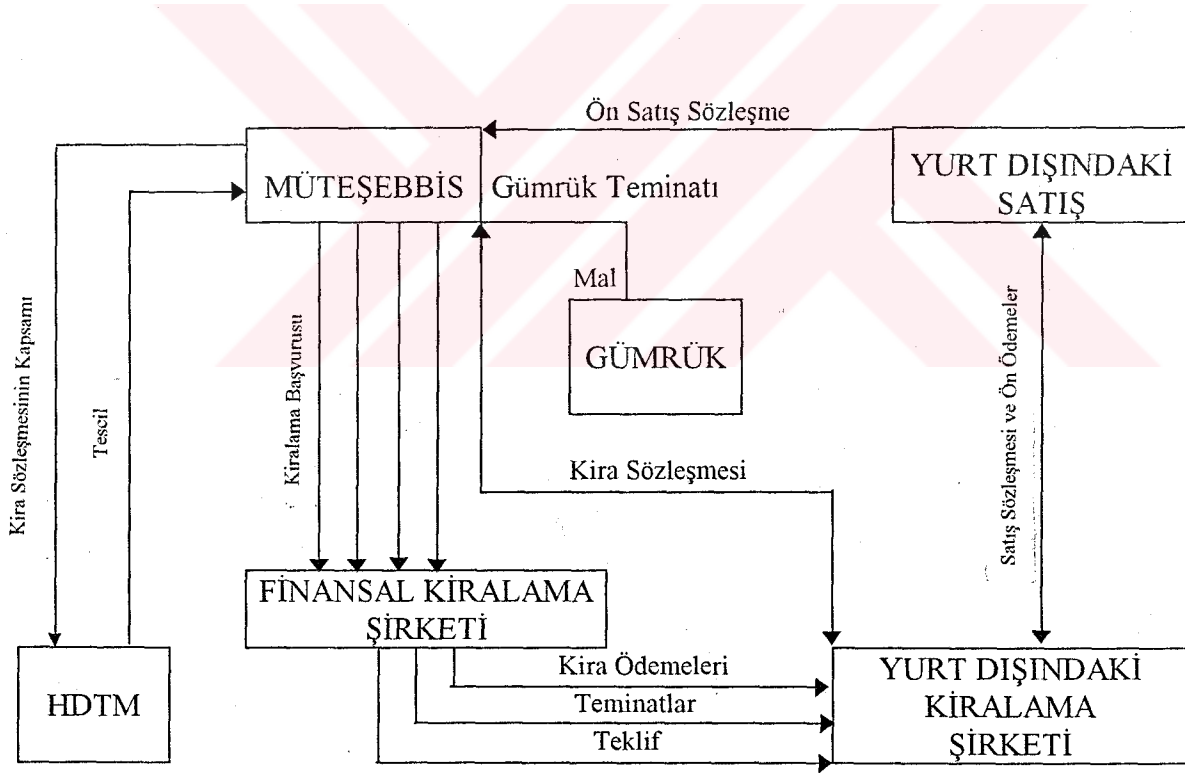 Ön Satış Sözleşme
MÜTEŞEBBİS
Gümrük Teminatı
YURT DIŞINDAKİ
SATIŞ
Mal
GÜMRÜK
Kira Sözleşmesinin Kapsamı
Tescil
Kiralama Başvurusu
Kira Sözleşmesi
Satış Sözleşmesi ve Ön Ödemeler
FİNANSAL KİRALAMA
ŞİRKETİ
HDTM
Kira Ödemeleri
Teminatlar
Teklif
YURT DIŞINDAKİ
KİRALAMA
ŞİRKETİ